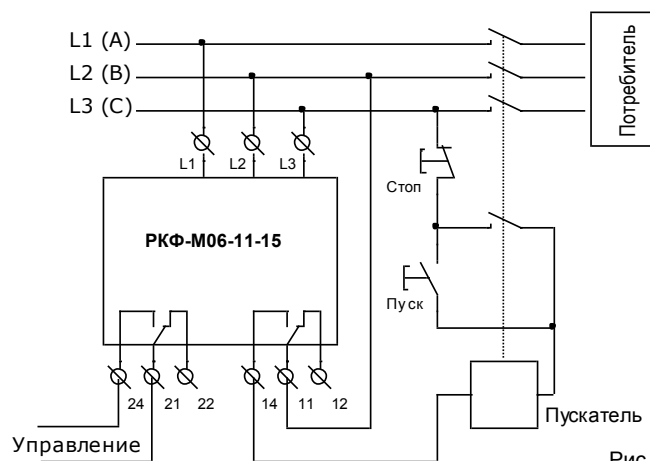 L1 (A)
L2 (B)
L3 (C)
Потребитель
L1
L2
L3
Стоп
РКФ-М06-11-15
Пуск
24
21
22
14
11
12
Управление
Пускатель
Рис